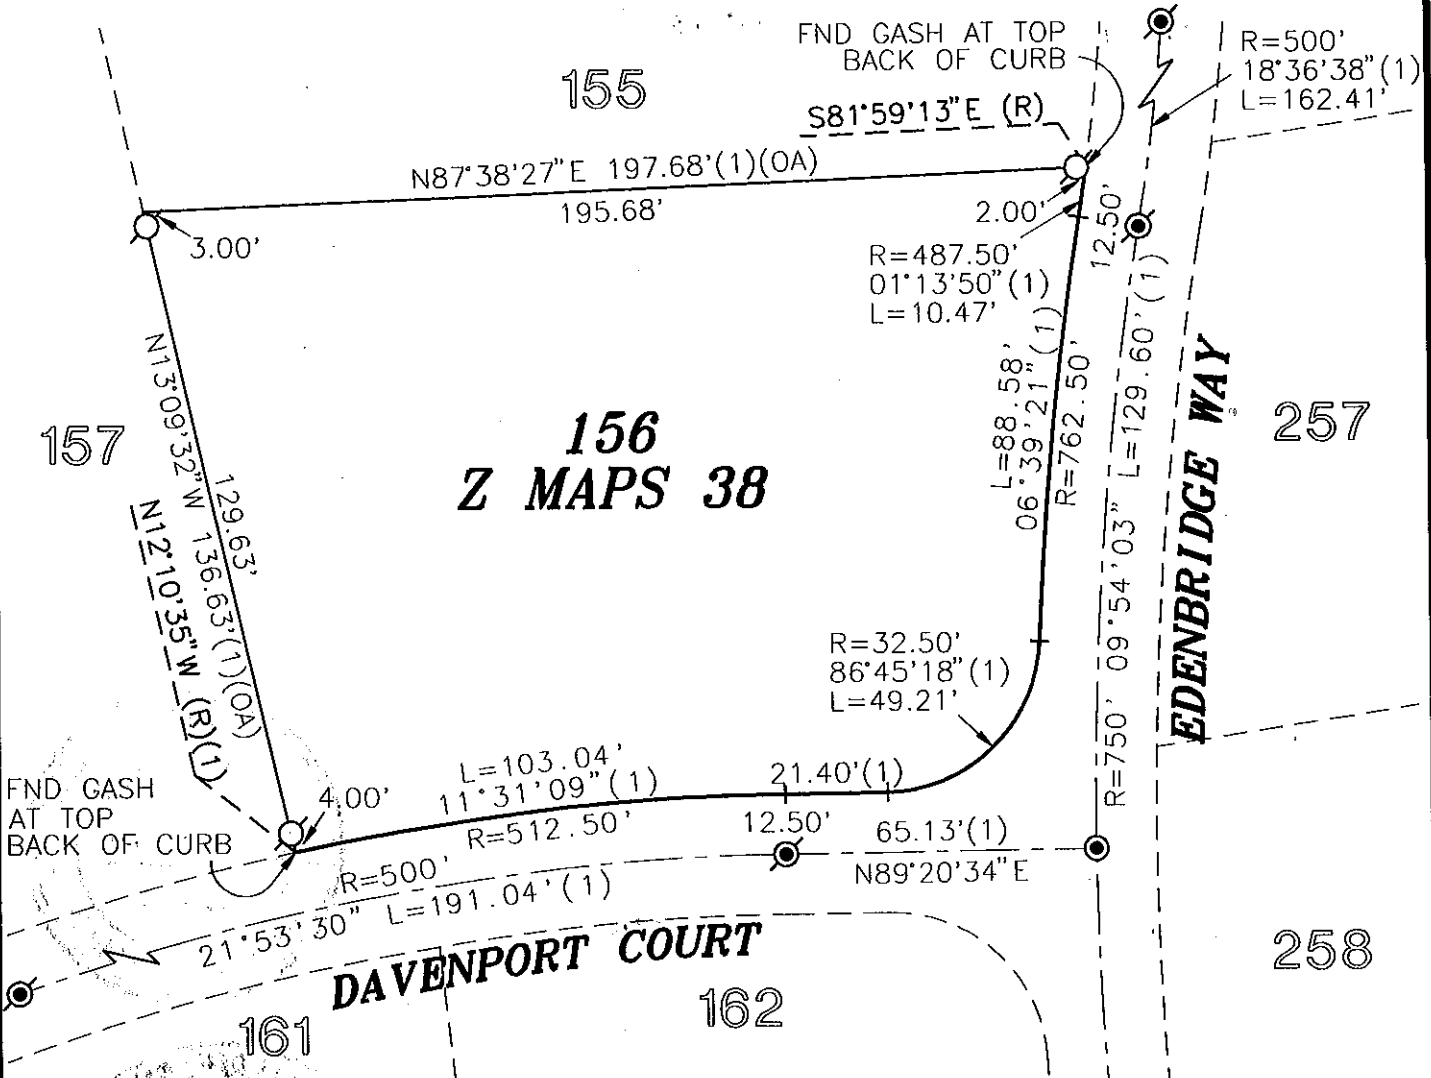 FND GASH AT TOP
BACK OF CURB
R=500'
18°36'38"(1)
L=162.41'
155
S81°59'13"E (R)
N87°38'27"E 197.68'(1)(OA)
195.68'
3.00'
2.00'
12.50'
R=487.50'
01°13'50"(1)
L=10.47'
L=88.58'
06°39'21"(1)
R=762.50'
R=750' 09°54'03" L=129.60'(1)
EDENBRIDGE WAY
257
157
N13°09'32"W 136.63'(1)(OA)
129.63'
N12°10'35"W (R)(1)
156
Z MAPS 38
R=32.50'
86°45'18"(1)
L=49.21'
FND GASH
AT TOP
BACK OF CURB
4.00'
L=103.04'
11°31'09"(1)
R=512.50'
21.40'(1)
12.50'
65.13'(1)
N89°20'34"E
R=500'
21°53'30" L=191.04'(1)
DAVENPORT COURT
258
161
162